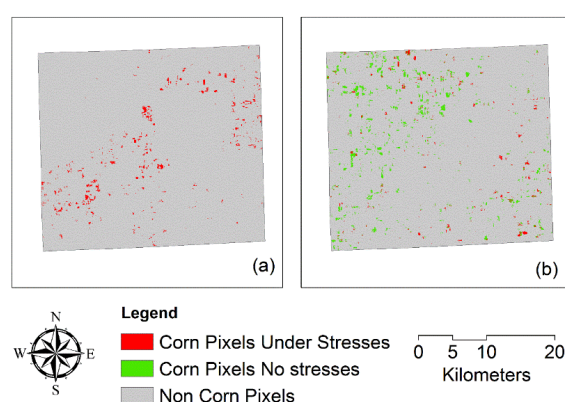 (a)
(b)
Legend
Corn Pixels Under Stresses
Corn Pixels No stresses
Non Corn Pixels
N
W E
S
0 5 10 20
Kilometers